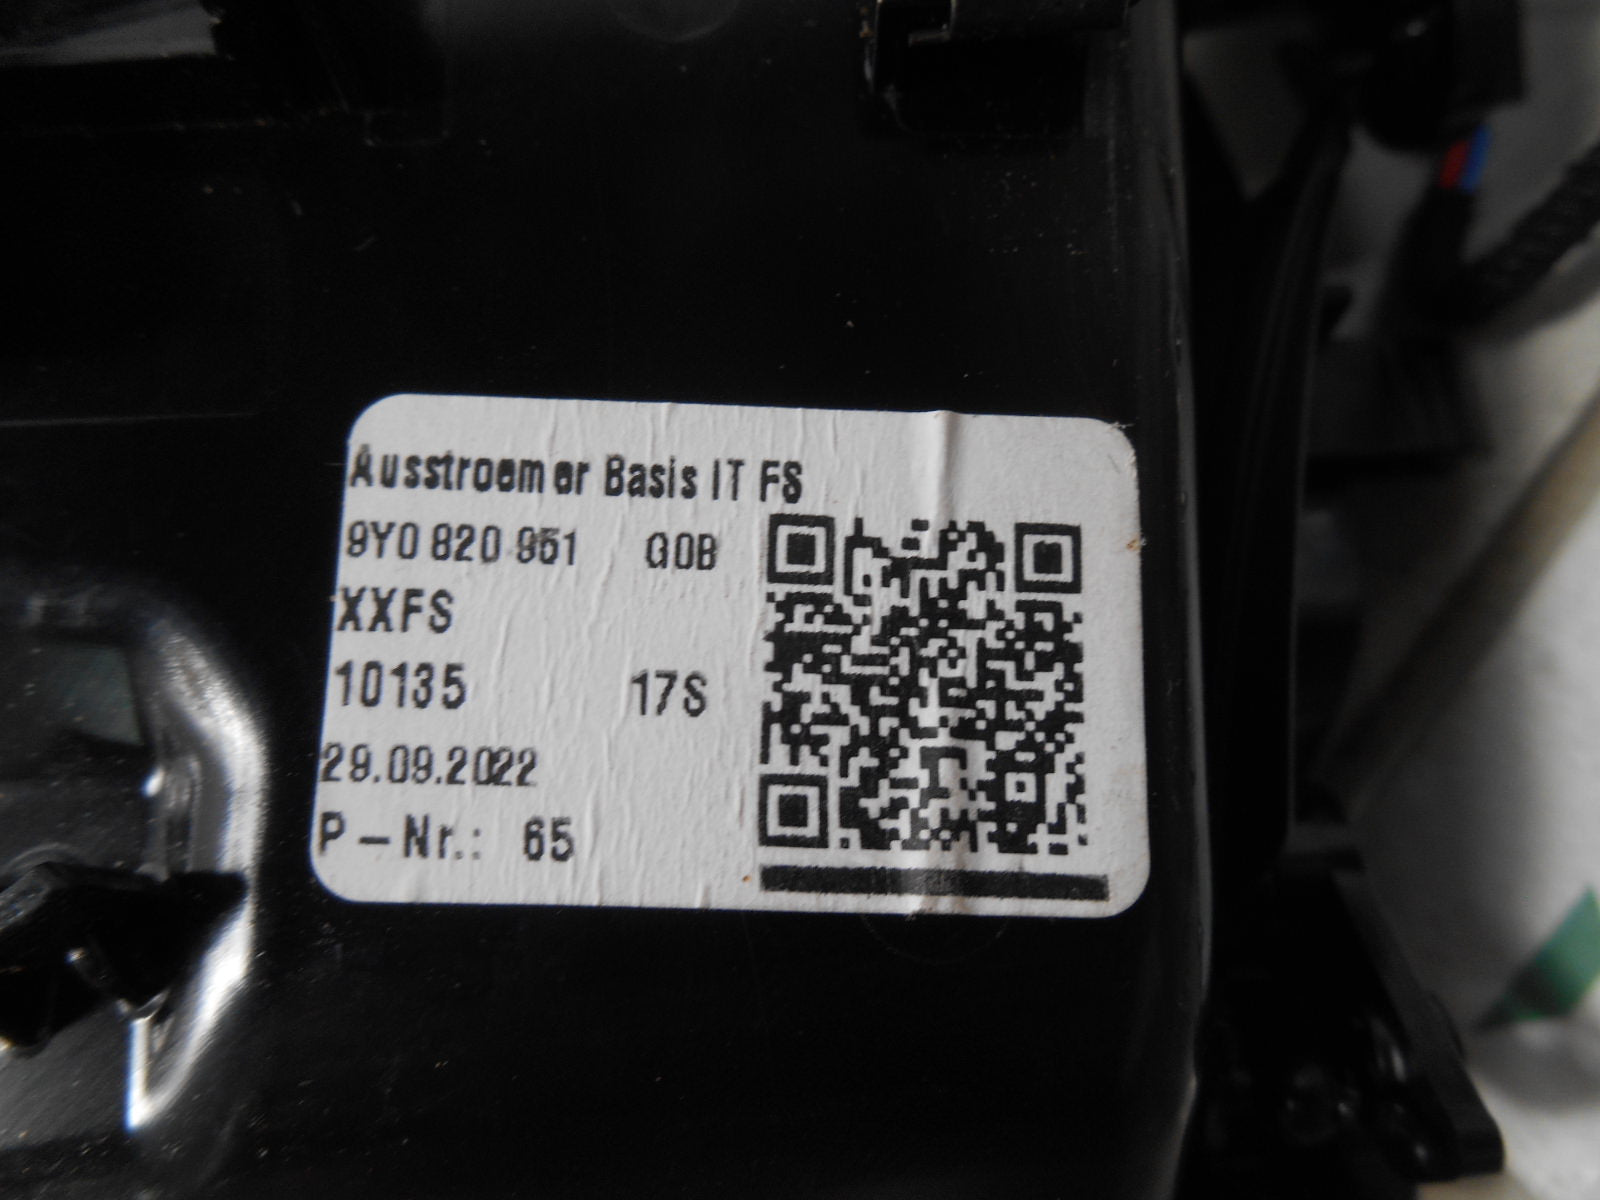 Ausstroemer Basis IT FS
9Y0 820 951 G0B
XXFS
10135 17S
29.09.2022
P-Nr.: 65